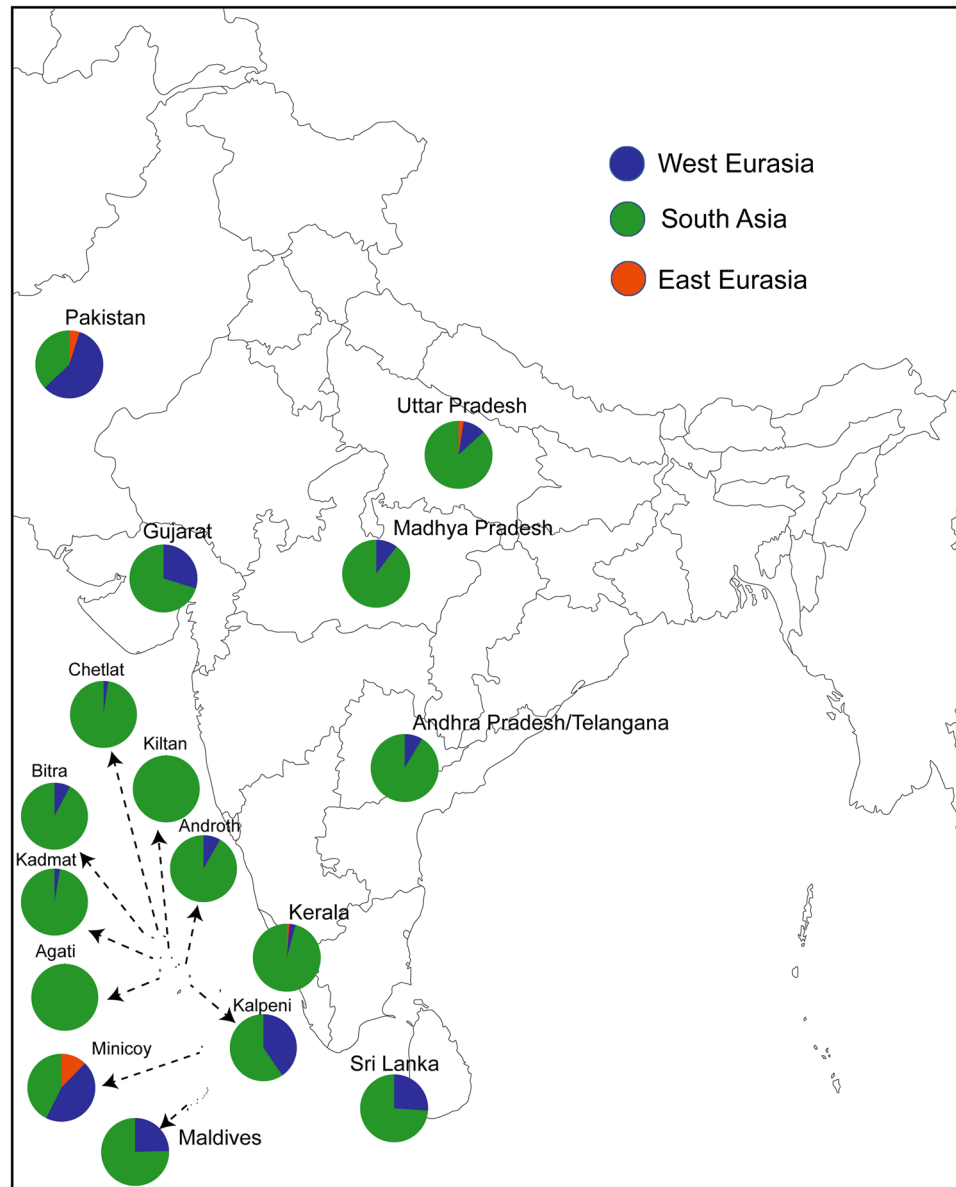 West Eurasia
South Asia
East Eurasia
Pakistan
Uttar Pradesh
Gujarat
Madhya Pradesh
Chetlat
Andhra Pradesh/Telangana
Kiltan
Bitra
Androth
Kadmat
Kerala
Agati
Kalpeni
Minicoy
Sri Lanka
Maldives